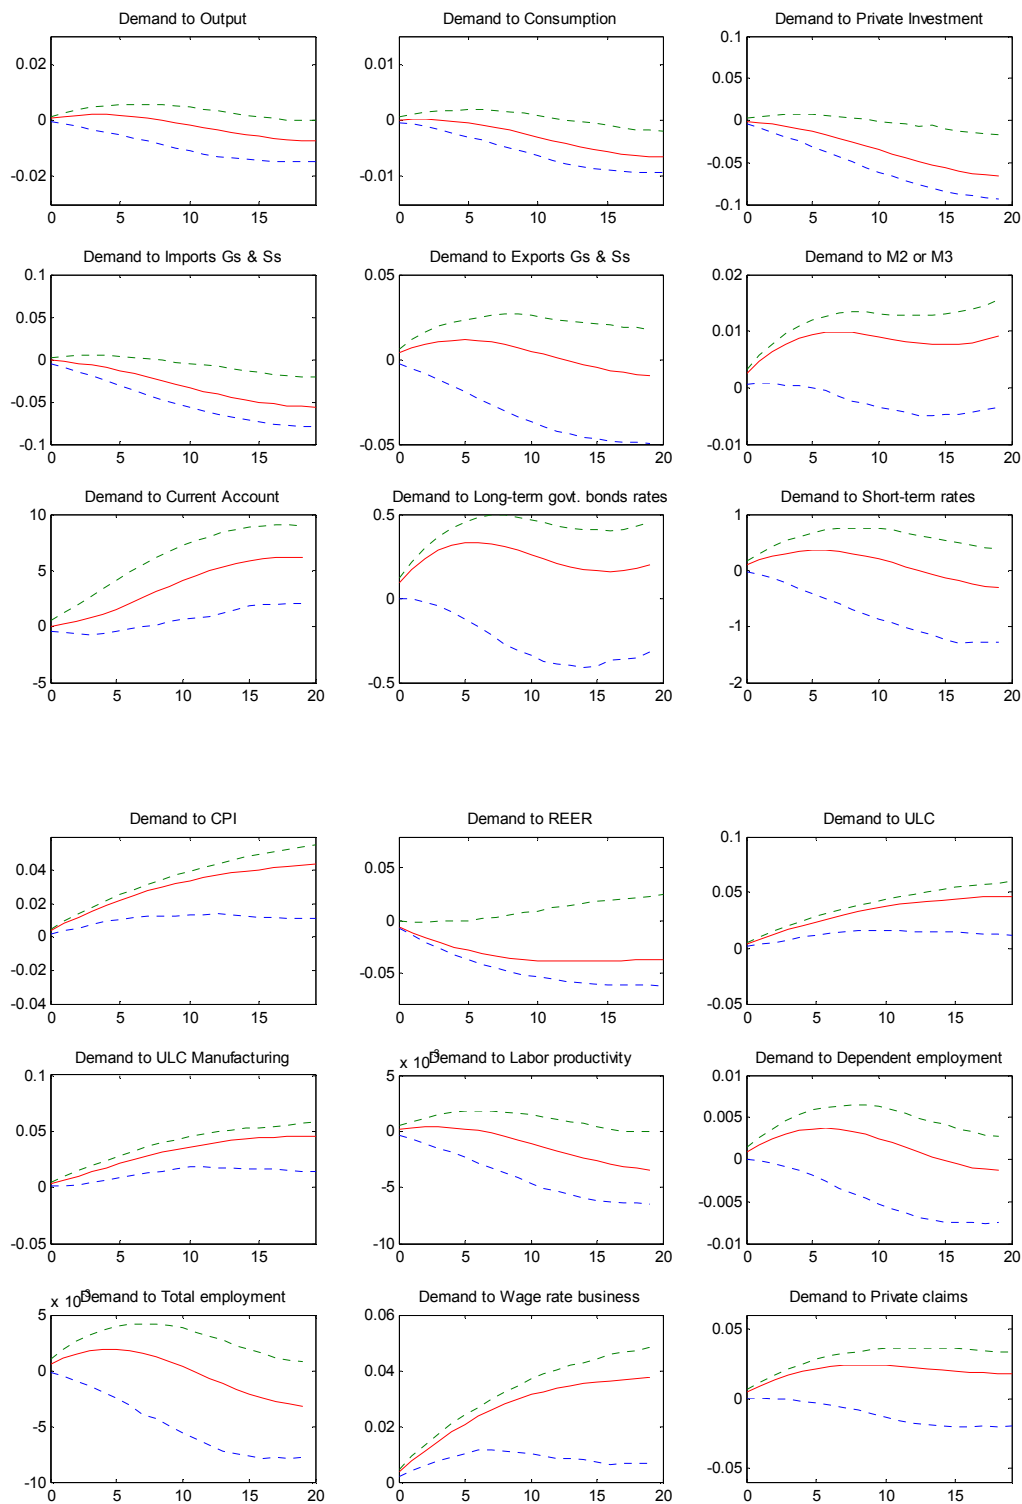 Demand to Output
Demand to Consumption
Demand to Private Investment
0.02
0
-0.02
0 5 10 15
0.01
0
-0.01
0 5 10 15
0.1
0.05
0
-0.05
-0.1
0 5 10 15 20
Demand to Imports Gs & Ss
Demand to Exports Gs & Ss
Demand to M2 or M3
0.1
0.05
0
-0.05
-0.1
0 5 10 15
0.05
0
-0.05
0 5 10 15 20
0.02
0.01
0
-0.01
0 5 10 15 20
Demand to Current Account
Demand to Long-term govt. bonds rates
Demand to Short-term rates
10
5
0
-5
0 5 10 15 20
0.5
0
-0.5
0 5 10 15 20
1
0
-1
-2
0 5 10 15 20
Demand to CPI
Demand to REER
Demand to ULC
0.04
0.02
0
-0.02
-0.04
0 5 10 15
0.05
0
-0.05
0 5 10 15
0.1
0.05
0
-0.05
0 5 10 15
Demand to ULC Manufacturing
x 10-3
Demand to Labor productivity
Demand to Dependent employment
0.1
0.05
0
-0.05
0 5 10 15
5
0
-5
-10
0 5 10 15 20
0.01
0.005
0
-0.005
-0.01
0 5 10 15 20
x 10-3
Demand to Total employment
Demand to Wage rate business
Demand to Private claims
5
0
-5
-10
0 5 10 15 20
0.06
0.04
0.02
0
0 5 10 15 20
0.05
0
-0.05
0 5 10 15